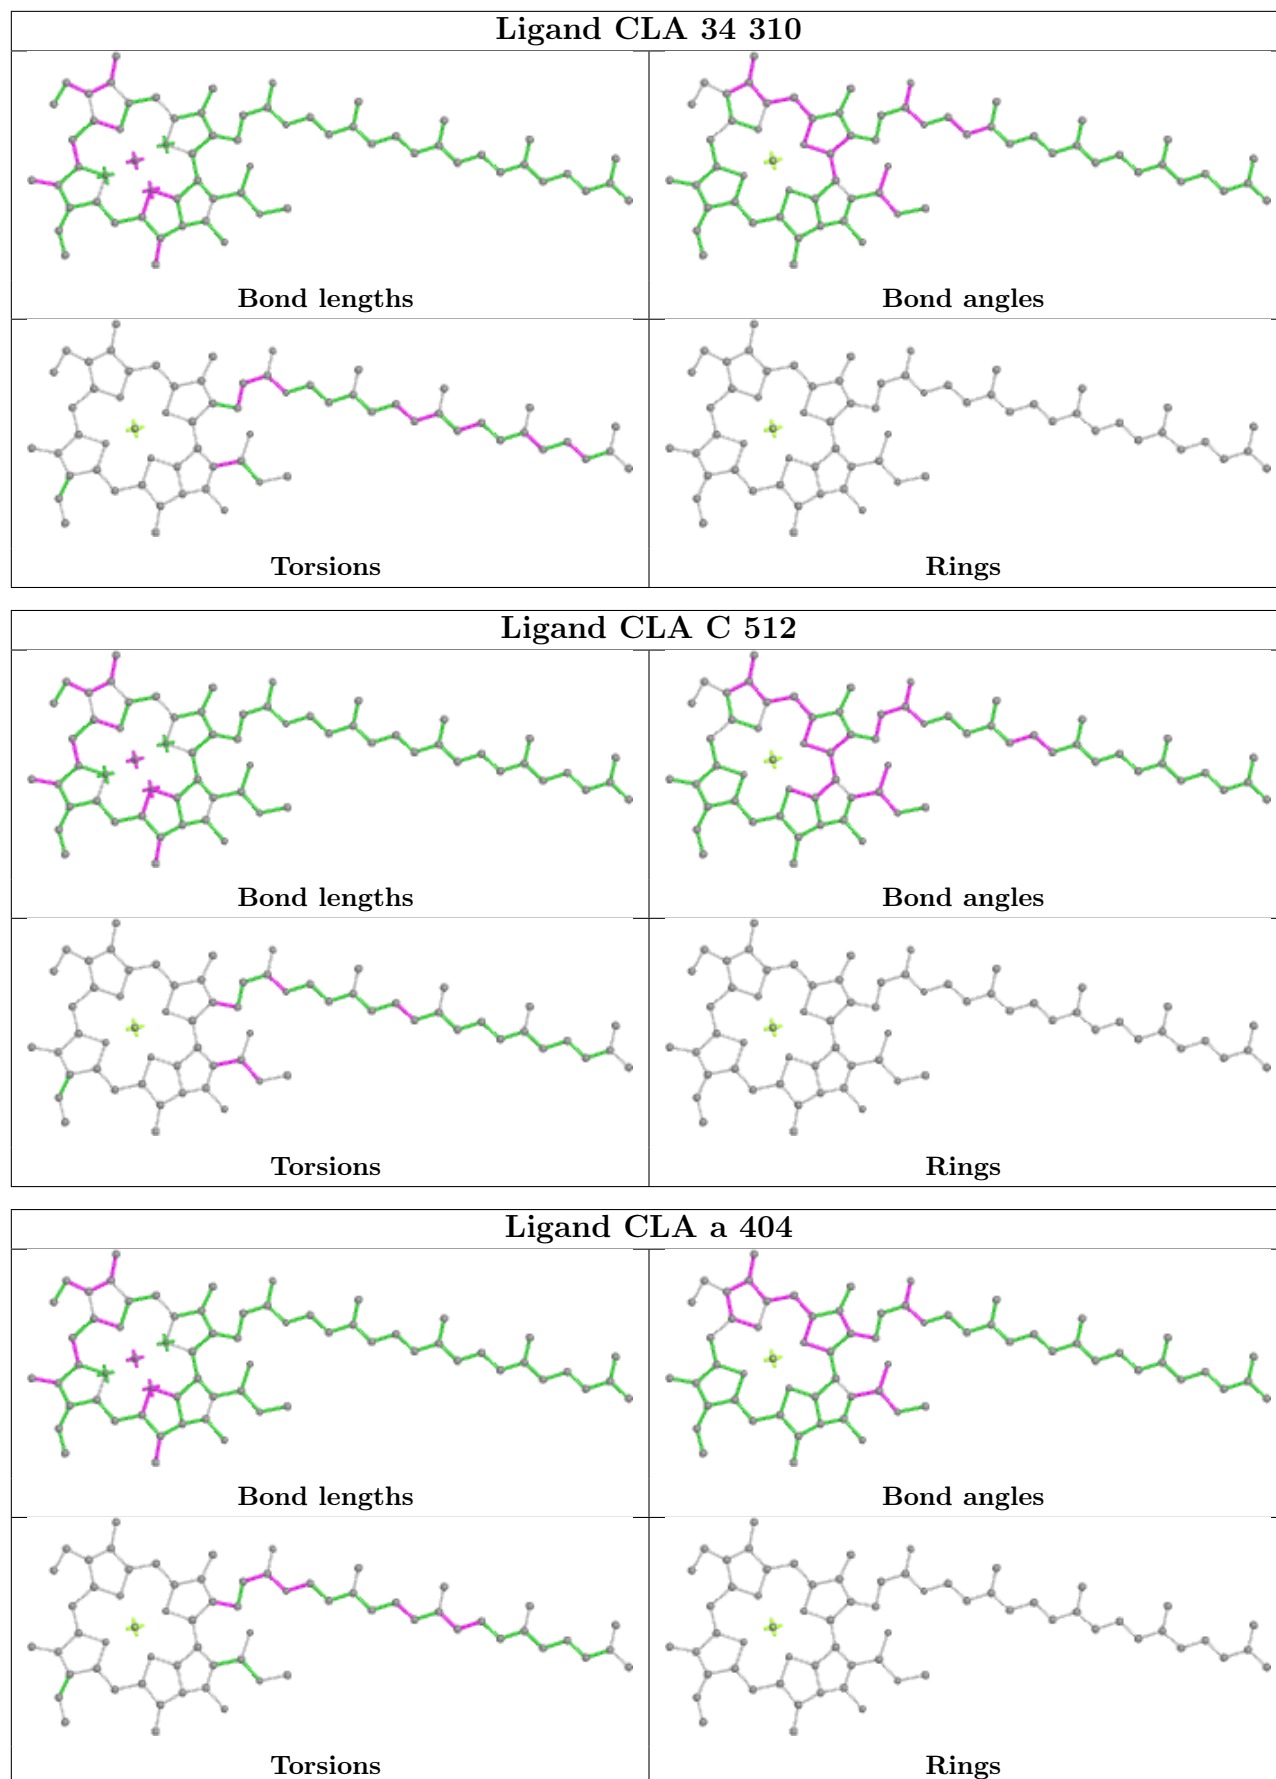 Ligand CLA 34 310
Bond lengths
Bond angles
Torsions
Rings
Ligand CLA C 512
Bond lengths
Bond angles
Torsions
Rings
Ligand CLA a 404
Bond lengths
Bond angles
Torsions
Rings